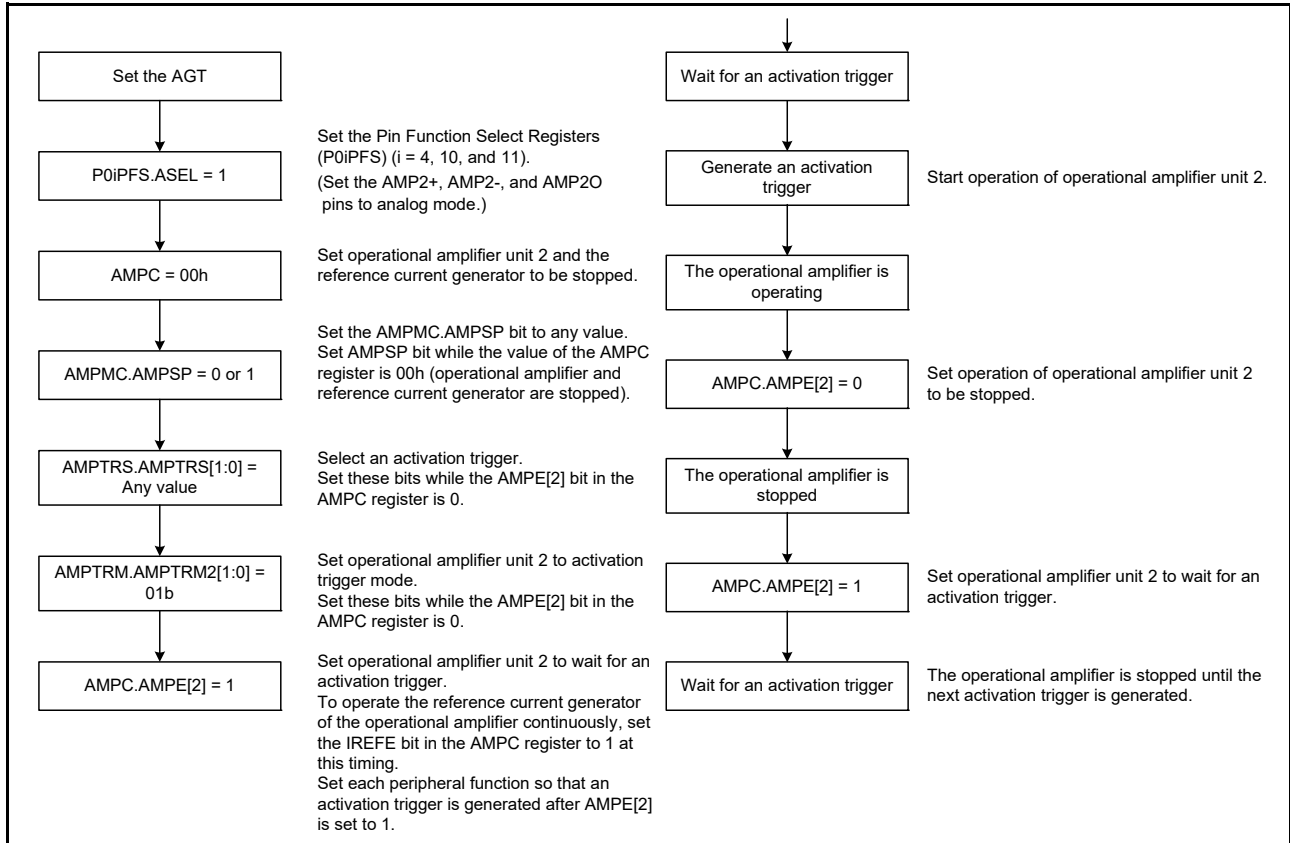 Set the AGT
P0iPFS.ASEL = 1
Set the Pin Function Select Registers
(P0iPFS) (i = 4, 10, and 11).
(Set the AMP2+, AMP2-, and AMP2O
pins to analog mode.)
AMPC = 00h
Set operational amplifier unit 2 and the
reference current generator to be stopped.
AMPMC.AMPSP = 0 or 1
Set the AMPMC.AMPSP bit to any value.
Set AMPSP bit while the value of the AMPC
register is 00h (operational amplifier and
reference current generator are stopped).
AMPTRS.AMPTRS[1:0] =
Any value
Select an activation trigger.
Set these bits while the AMPE[2] bit in the
AMPC register is 0.
AMPTRM.AMPTRM2[1:0] =
01b
Set operational amplifier unit 2 to activation
trigger mode.
Set these bits while the AMPE[2] bit in the
AMPC register is 0.
AMPC.AMPE[2] = 1
Set operational amplifier unit 2 to wait for an
activation trigger.
To operate the reference current generator
of the operational amplifier continuously, set
the IREFE bit in the AMPC register to 1 at
this timing.
Set each peripheral function so that an
activation trigger is generated after AMPE[2]
is set to 1.
Wait for an activation trigger
Generate an activation
trigger
Start operation of operational amplifier unit 2.
The operational amplifier is
operating
AMPC.AMPE[2] = 0
Set operation of operational amplifier unit 2
to be stopped.
The operational amplifier is
stopped
AMPC.AMPE[2] = 1
Set operational amplifier unit 2 to wait for an
activation trigger.
Wait for an activation trigger
The operational amplifier is stopped until the
next activation trigger is generated.